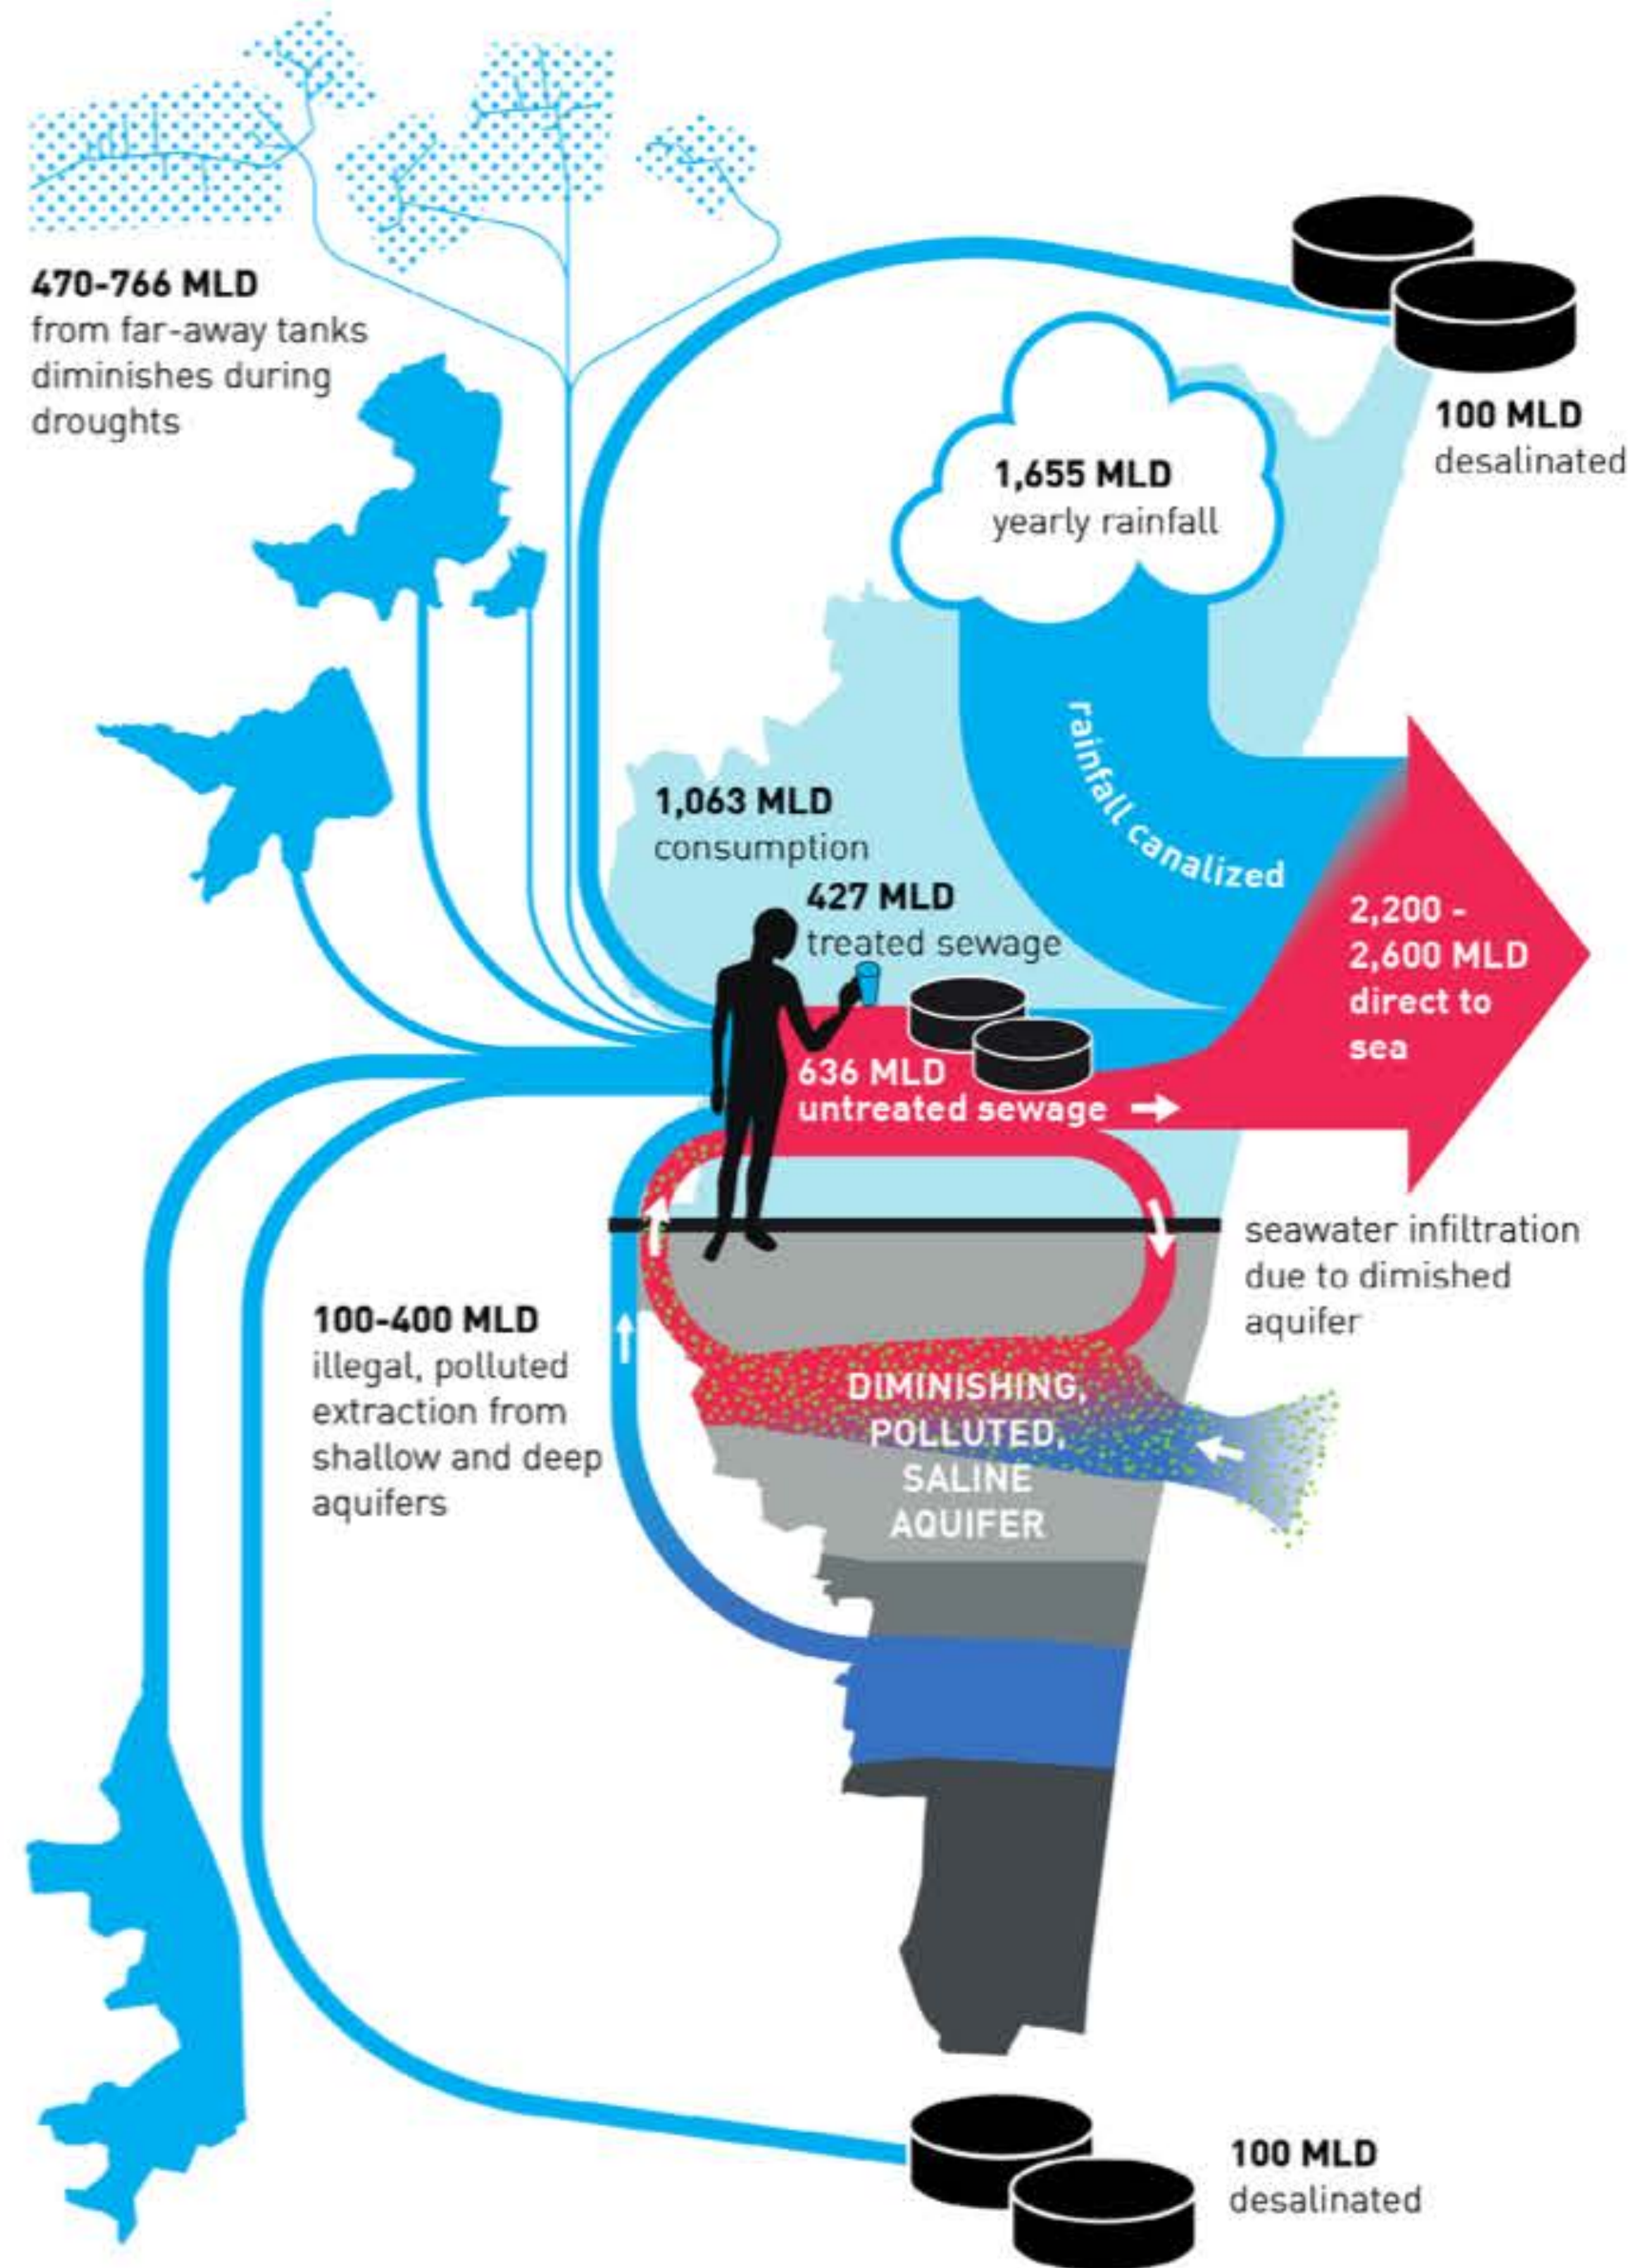 470-766 MLD
from far-away tanks
diminishes during
droughts
100 MLD
desalinated
1,655 MLD
yearly rainfall
rainfall canalized
1,063 MLD
consumption
427 MLD
treated sewage
2,200 -
2,600 MLD
direct to
sea
636 MLD
untreated sewage
seawater infiltration
due to dimished
aquifer
100-400 MLD
illegal, polluted
extraction from
shallow and deep
aquifers
DIMINISHING,
POLLUTED,
SALINE
AQUIFER
100 MLD
desalinated